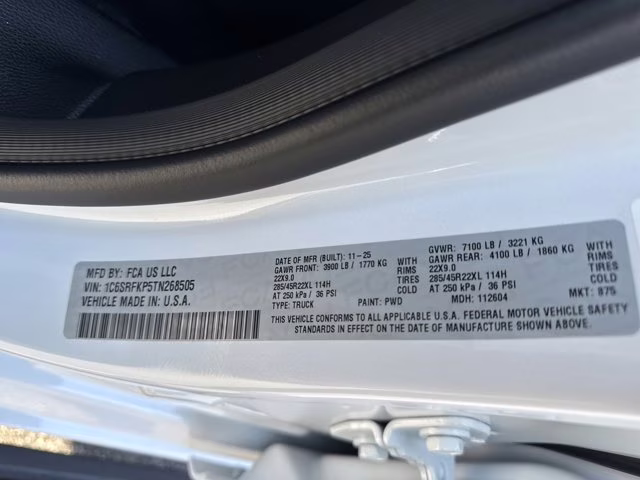 MFD BY: FCA US LLC
VIN: 1C6SRFKP5TN268505
VEHICLE MADE IN U.S.A.
DATE OF MFR (BUILT): 11-25
GAWR FRONT: 3900 LB / 1770 KG WITH
22X9.0 RIMS
285/45R22XL 114H TIRES
AT 250 kPa / 36 PSI COLD
TYPE: TRUCK PAINT: PWD
GVWR: 7100 LB / 3221 KG
GAWR REAR: 4100 LB / 1860 KG WITH
22X9.0 RIMS
285/45R22XL 114H TIRES
AT 250 kPa / 36 PSI COLD
MDH: 112604 MKT: 875
THIS VEHICLE CONFORMS TO ALL APPLICABLE U.S.A. FEDERAL MOTOR VEHICLE SAFETY
STANDARDS IN EFFECT ON THE DATE OF MANUFACTURE SHOWN ABOVE.